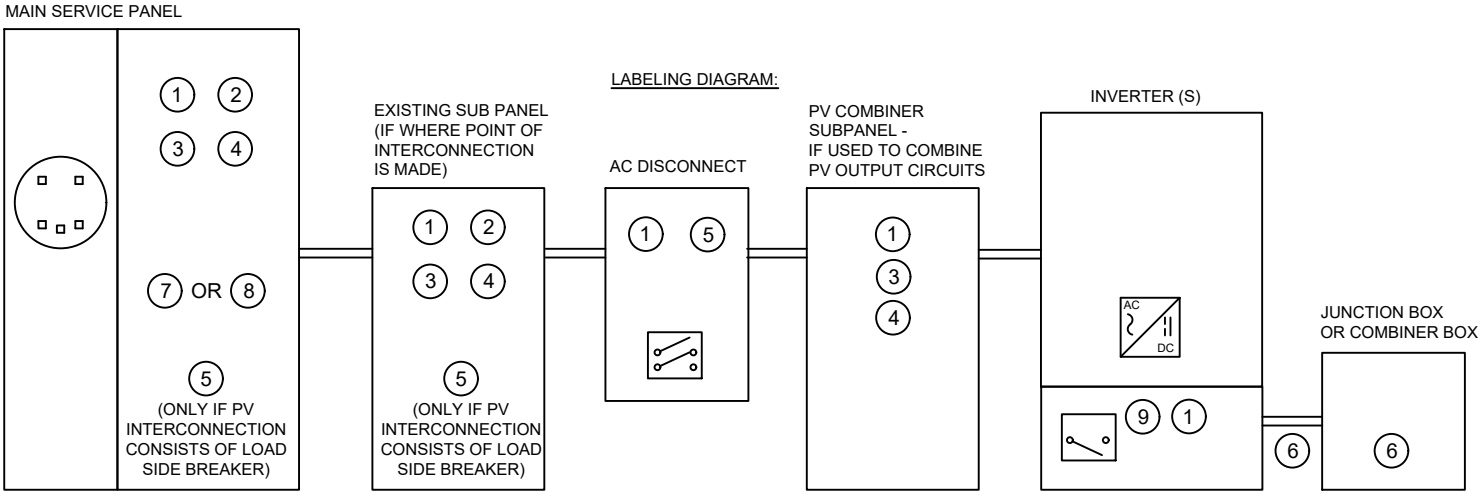 MAIN SERVICE PANEL
1 2
3 4
7 OR 8
5
(ONLY IF PV
INTERCONNECTION
CONSISTS OF LOAD
SIDE BREAKER)
EXISTING SUB PANEL
(IF WHERE POINT OF
INTERCONNECTION
IS MADE)
1 2
3 4
5
(ONLY IF PV
INTERCONNECTION
CONSISTS OF LOAD
SIDE BREAKER)
LABELING DIAGRAM:
AC DISCONNECT
1 5
PV COMBINER
SUBPANEL -
IF USED TO COMBINE
PV OUTPUT CIRCUITS
1
3
4
INVERTER (S)
AC
DC
9 1
6
JUNCTION BOX
OR COMBINER BOX
6